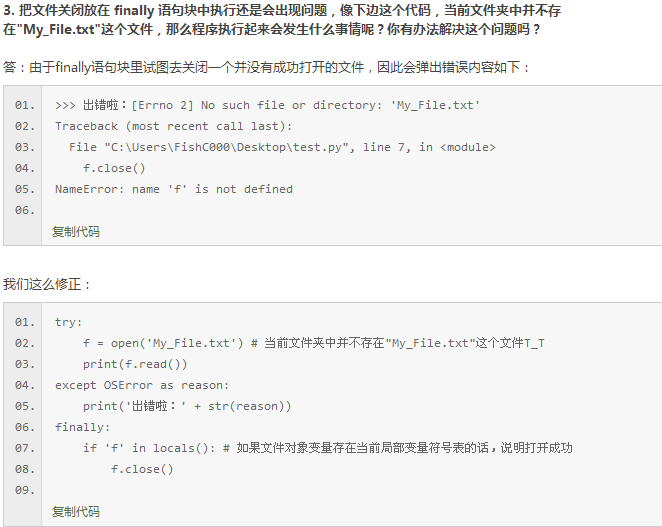 3. 把文件关闭放在 finally 语句块中执行还是会出现问题，像下边这个代码，当前文件夹中并不存
在"My_File.txt"这个文件，那么程序执行起来会发生什么事情呢？你有办法解决这个问题吗？
答：由于finally语句块里试图去关闭一个并没有成功打开的文件，因此会弹出错误内容如下：
01. >>> 出错啦：[Errno 2] No such file or directory: 'My_File.txt'
02. Traceback (most recent call last):
03.   File "C:\Users\FishC000\Desktop\test.py", line 7, in <module>
04.     f.close()
05. NameError: name 'f' is not defined
06.
复制代码
我们这么修正：
01. try:
02.     f = open('My_File.txt') # 当前文件夹中并不存在"My_File.txt"这个文件T_T
03.     print(f.read())
04. except OSError as reason:
05.     print('出错啦：' + str(reason))
06. finally:
07.     if 'f' in locals(): # 如果文件对象变量存在当前局部变量符号表的话，说明打开成功
08.         f.close()
09.
复制代码